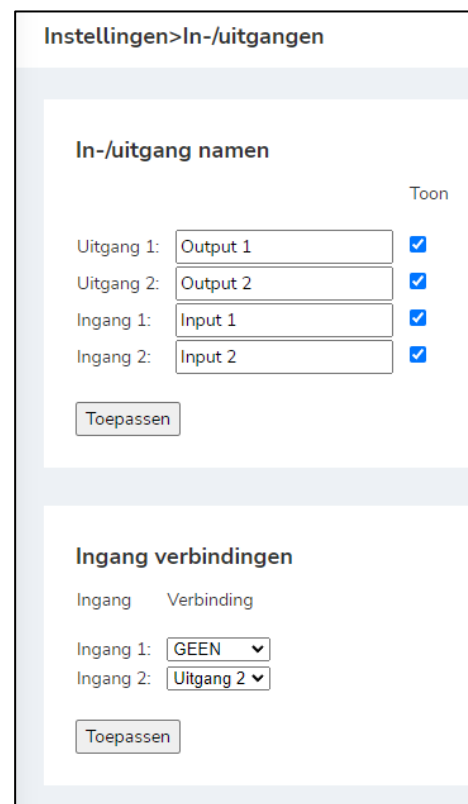 Instellingen>In-/uitgangen
In-/uitgang namen
Toon
Uitgang 1: Output 1
Uitgang 2: Output 2
Ingang 1: Input 1
Ingang 2: Input 2
Toepassen
Ingang verbindingen
Ingang Verbinding
Ingang 1: GEEN
Ingang 2: Uitgang 2
Toepassen